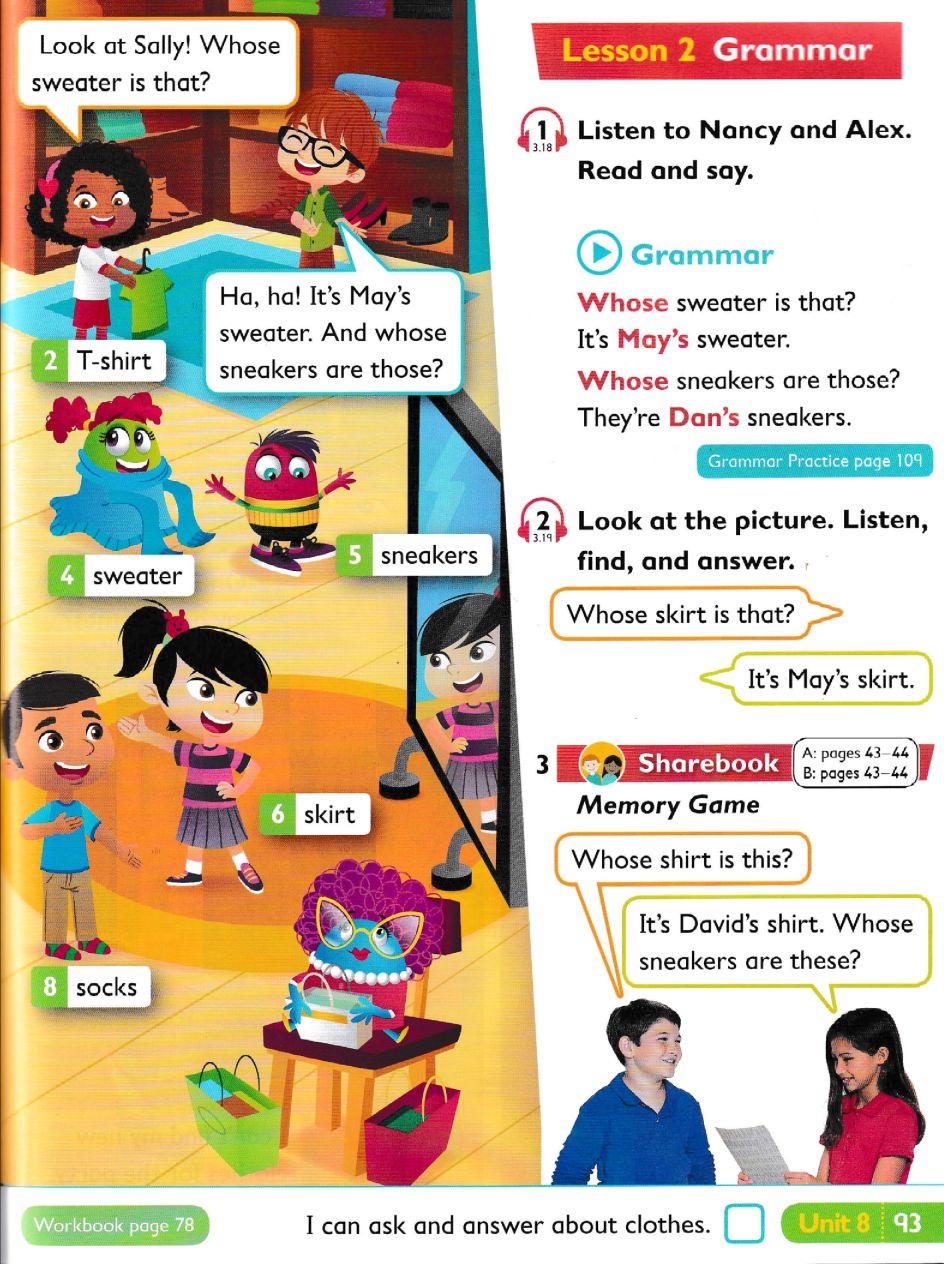 Look at Sally! Whose
sweater is that?
Ha, ha! It's May's
sweater. And whose
sneakers are those?
2 T-shirt
4 sweater
5 sneakers
6 skirt
8 socks
Lesson 2 Grammar
1
3.18
Listen to Nancy and Alex.
Read and say.
Grammar
Whose sweater is that?
It's May's sweater.
Whose sneakers are those?
They're Dan's sneakers.
Grammar Practice page 109
2
3.19
Look at the picture. Listen,
find, and answer.
Whose skirt is that?
It's May's skirt.
3 Sharebook
A: pages 43–44
B: pages 43–44
Memory Game
Whose shirt is this?
It's David's shirt. Whose
sneakers are these?
Workbook page 78
I can ask and answer about clothes.
Unit 8 93